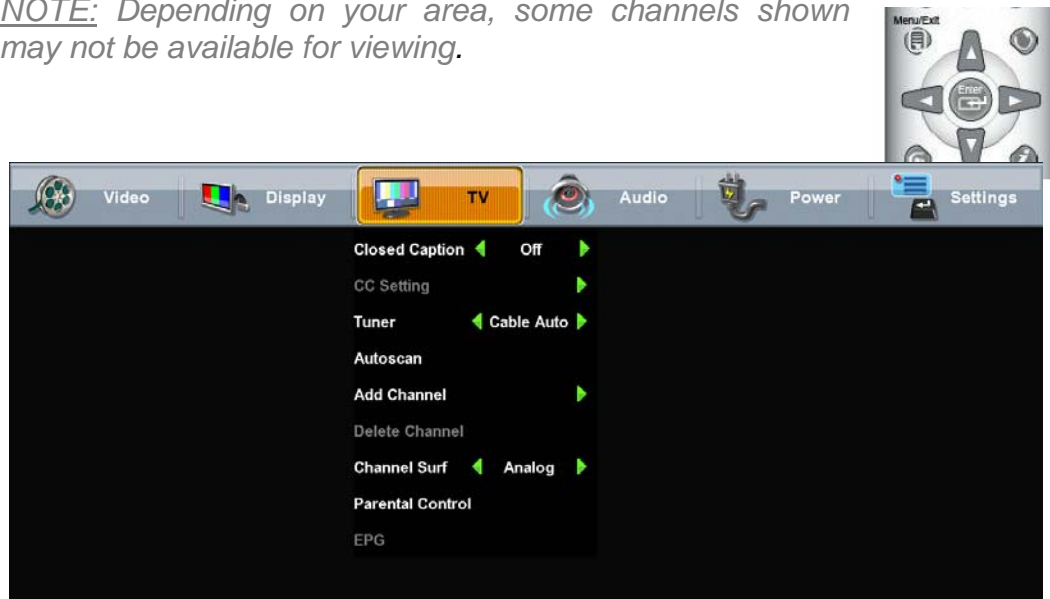 NOTE: Depending on your area, some channels shown
may not be available for viewing.
Menu/Exit
Enter
Video Display TV Audio Power Settings
Closed Caption Off
CC Setting
Tuner Cable Auto
Autoscan
Add Channel
Delete Channel
Channel Surf Analog
Parental Control
EPG